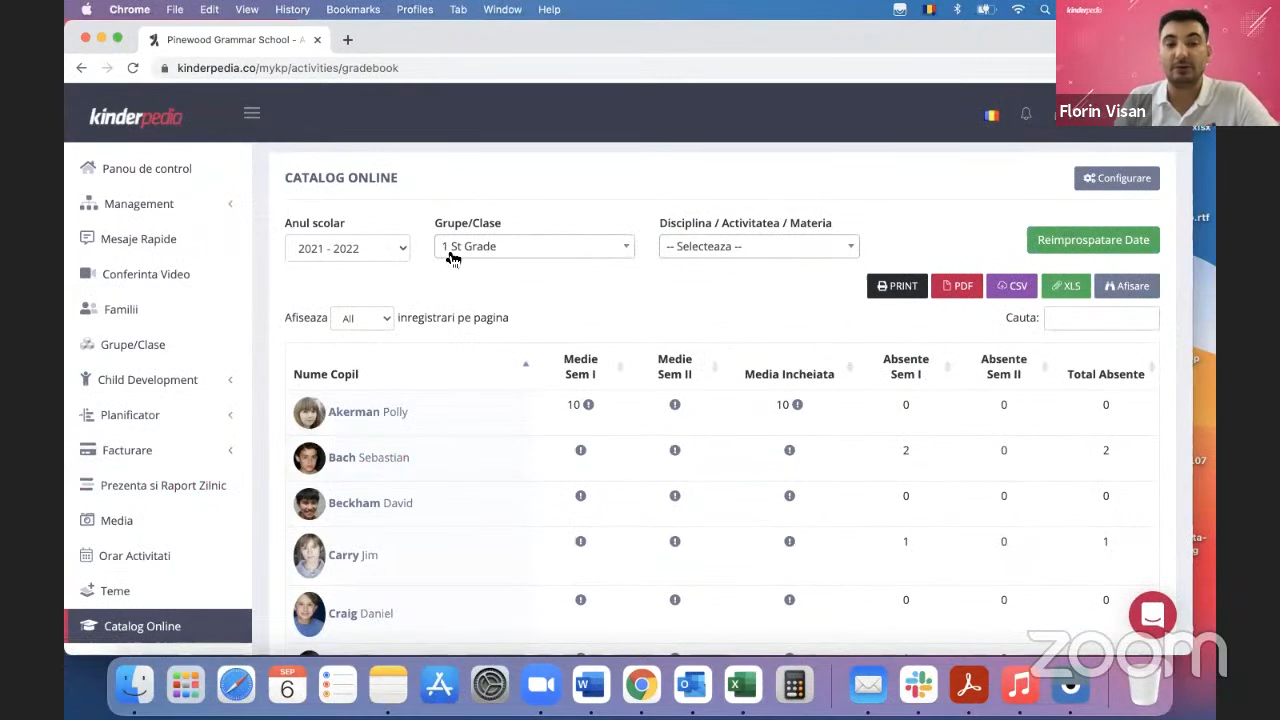 Chrome File Edit View History Bookmarks Profiles Tab Window Help
kinderpedia
Pinewood Grammar School - A
kinderpedia.co/mykp/activities/gradebook
Florin Visan
kinderpedia
Panou de control
Management
Mesaje Rapide
Conferinta Video
Familii
Grupe/Clase
Child Development
Planificator
Facturare
Prezenta si Raport Zilnic
Media
Orar Activitati
Teme
Catalog Online
CATALOG ONLINE
Configurare
Anul scolar Grupe/Clase Disciplina / Activitatea / Materia
2021 - 2022 1 St Grade -- Selecteaza --
Reimprospatare Date
PRINT PDF CSV XLS Afisare
Afiseaza All inregistrari pe pagina Cauta:
Nume Copil Medie Sem I Medie Sem II Media Incheiata Absente Sem I Absente Sem II Total Absente
Akerman Polly 10 10 0 0 0
Bach Sebastian 2 0 2
Beckham David 0 0 0
Carry Jim 1 0 1
Craig Daniel 0 0 0
xlsx
.rtf
.07
ta-
g
zoom
SEP
6